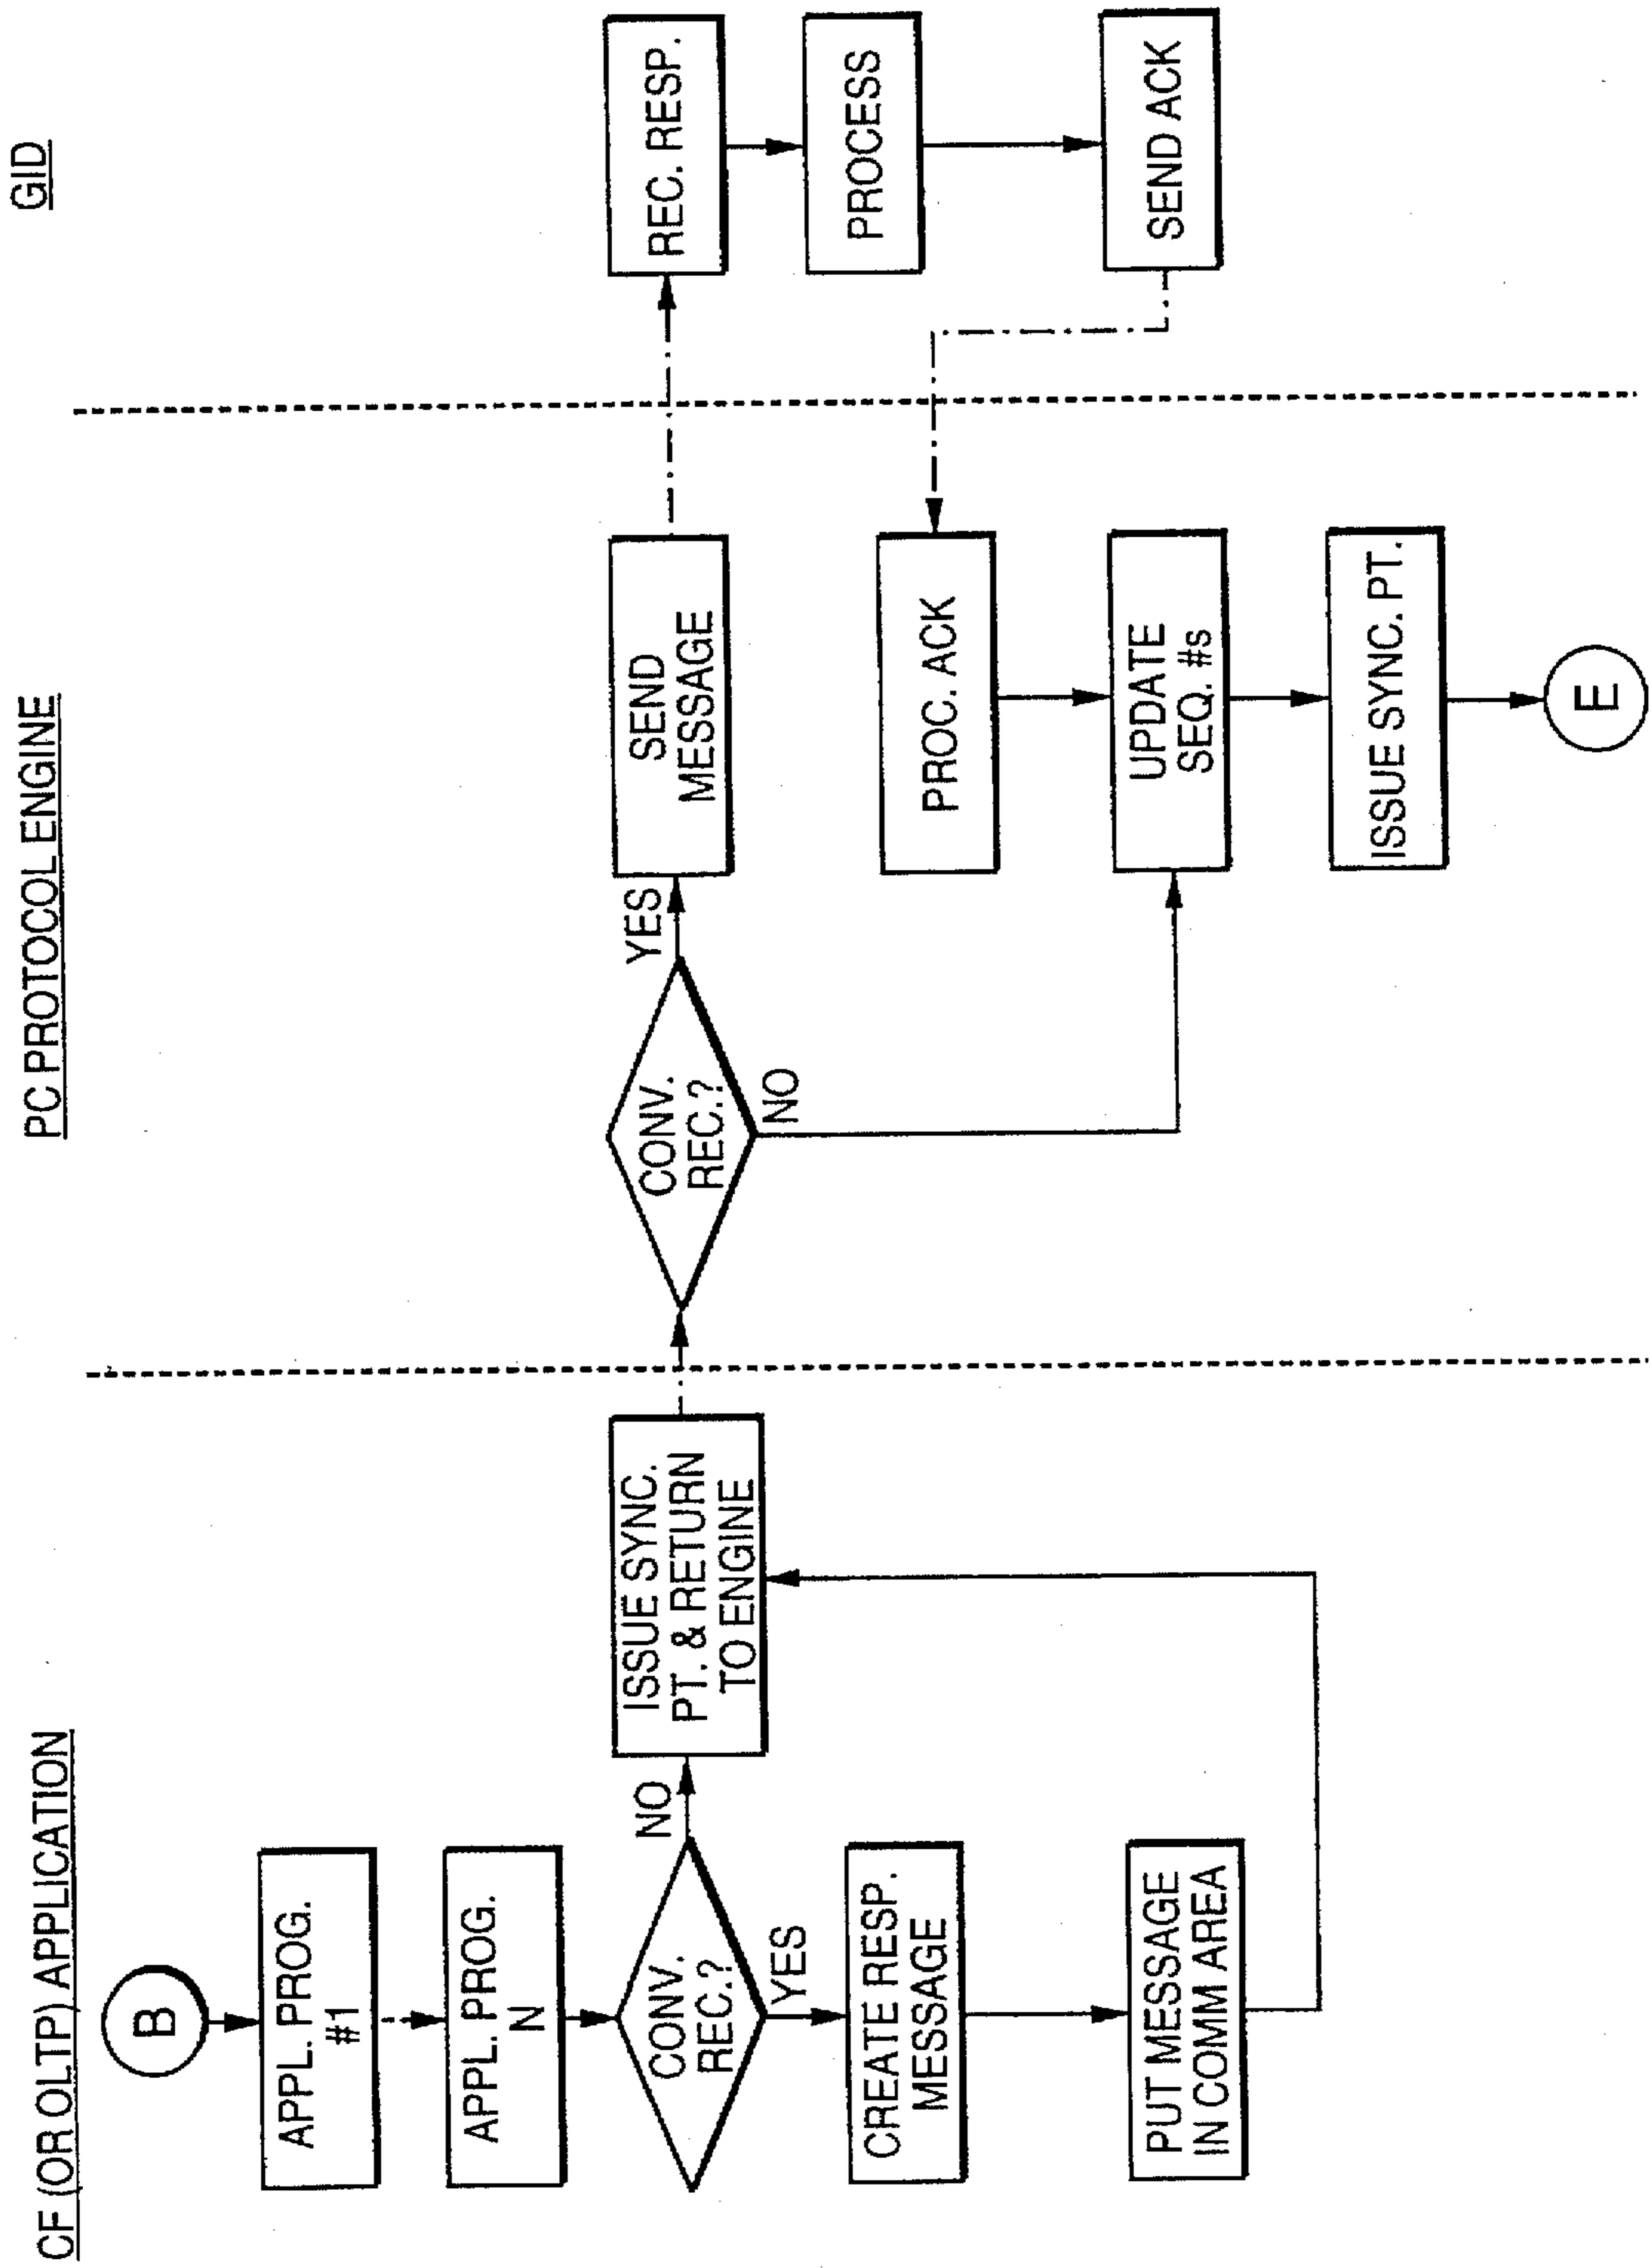 CF (OR OLTP) APPLICATION
B
APPL. PROG.
#1
APPL. PROG.
N
CONV.
REC.?
NO
YES
ISSUE SYNC.
PT. & RETURN
TO ENGINE
CREATE RESP.
MESSAGE
PUT MESSAGE
IN COMM AREA
PC PROTOCOL ENGINE
CONV.
REC.?
YES
NO
SEND
MESSAGE
PROC. ACK
UPDATE
SEQ. #s
ISSUE SYNC. PT.
E
GID
REC. RESP.
PROCESS
SEND ACK